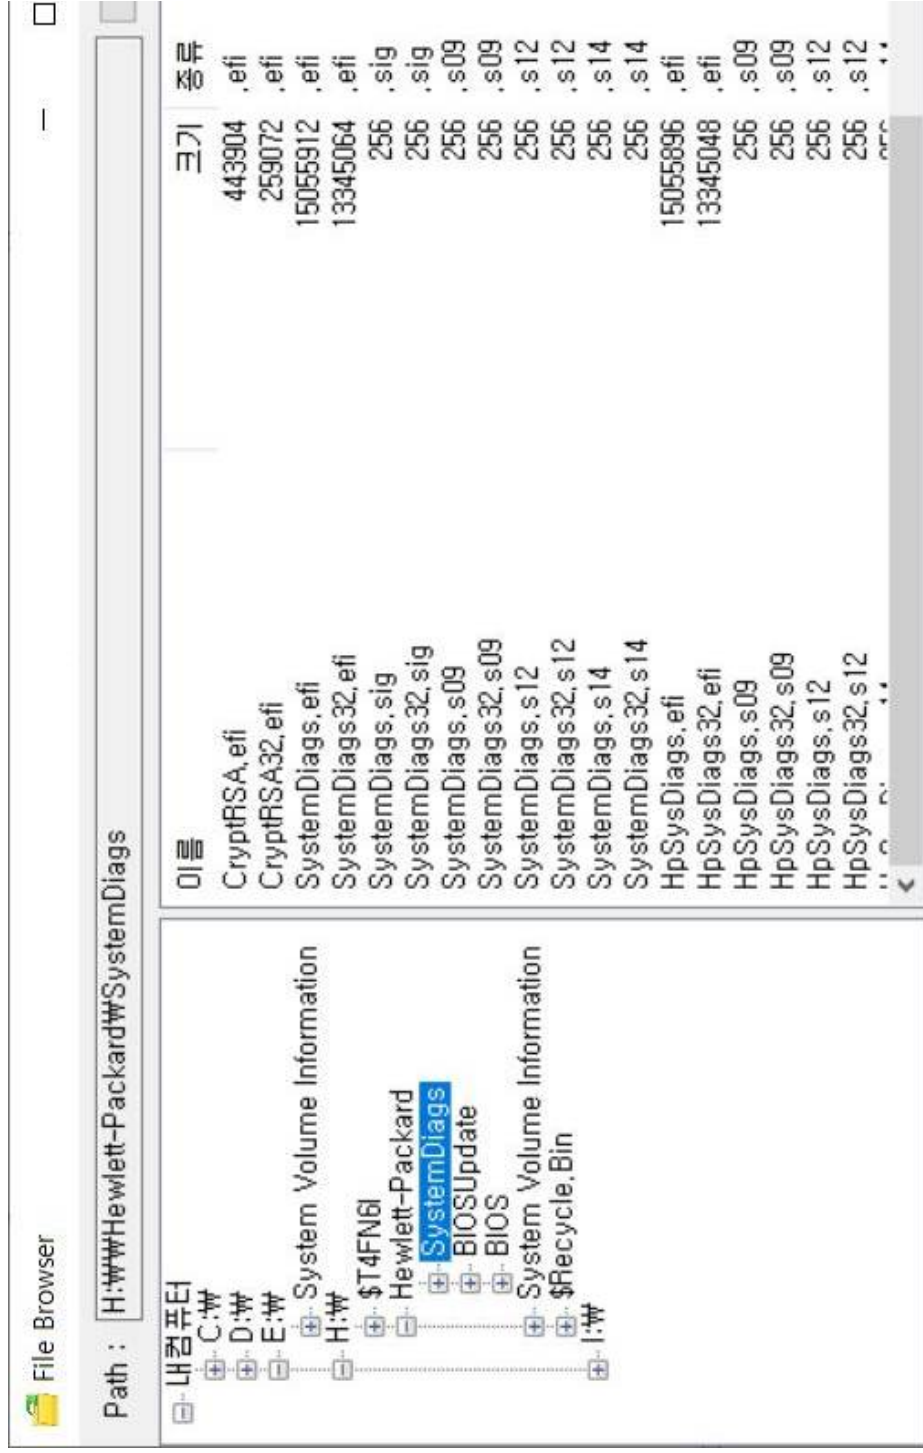 File Browser
Path : H:₩₩Hewlett-Packard₩SystemDiags
내컴퓨터
C:₩
D:₩
E:₩
System Volume Information
H:₩
$T4FN6I
Hewlett-Packard
SystemDiags
BIOSUpdate
BIOS
System Volume Information
$Recycle.Bin
I:₩
이름 크기 종류
CryptRSA.efi 443904 .efi
CryptRSA32.efi 259072 .efi
SystemDiags.efi 15055912 .efi
SystemDiags32.efi 13345064 .efi
SystemDiags.sig 256 .sig
SystemDiags32.sig 256 .sig
SystemDiags.s09 256 .s09
SystemDiags32.s09 256 .s09
SystemDiags.s12 256 .s12
SystemDiags32.s12 256 .s12
SystemDiags.s14 256 .s14
SystemDiags32.s14 256 .s14
HpSysDiags.efi 15055896 .efi
HpSysDiags32.efi 13345048 .efi
HpSysDiags.s09 256 .s09
HpSysDiags32.s09 256 .s09
HpSysDiags.s12 256 .s12
HpSysDiags32.s12 256 .s12